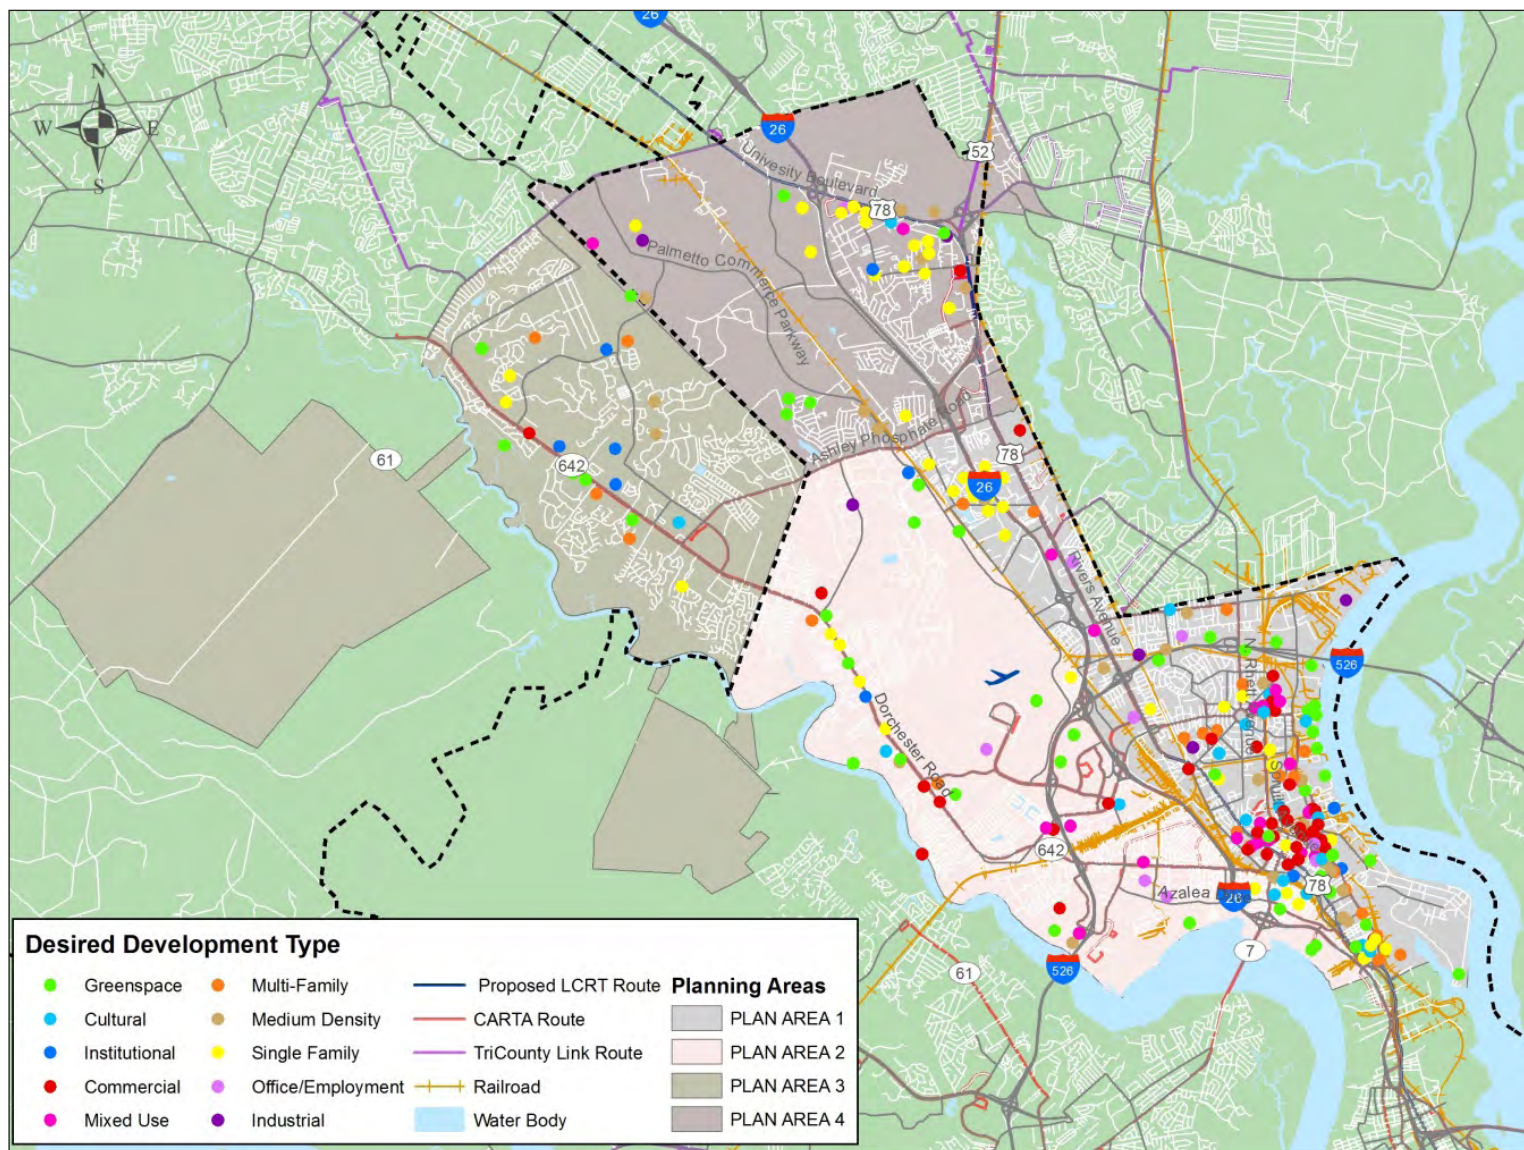 26
N
W E
S
26
52
Univesity Boulevard
78
Palmetto Commerce Parkway
Ashley Phosphate Road
61
642
78
26
Rivers Avenue
526
Dorchester Road
642
78
Azalea
26
7
61
526
Desired Development Type
Greenspace
Cultural
Institutional
Commercial
Mixed Use
Multi-Family
Medium Density
Single Family
Office/Employment
Industrial
Proposed LCRT Route
CARTA Route
TriCounty Link Route
Railroad
Water Body
Planning Areas
PLAN AREA 1
PLAN AREA 2
PLAN AREA 3
PLAN AREA 4